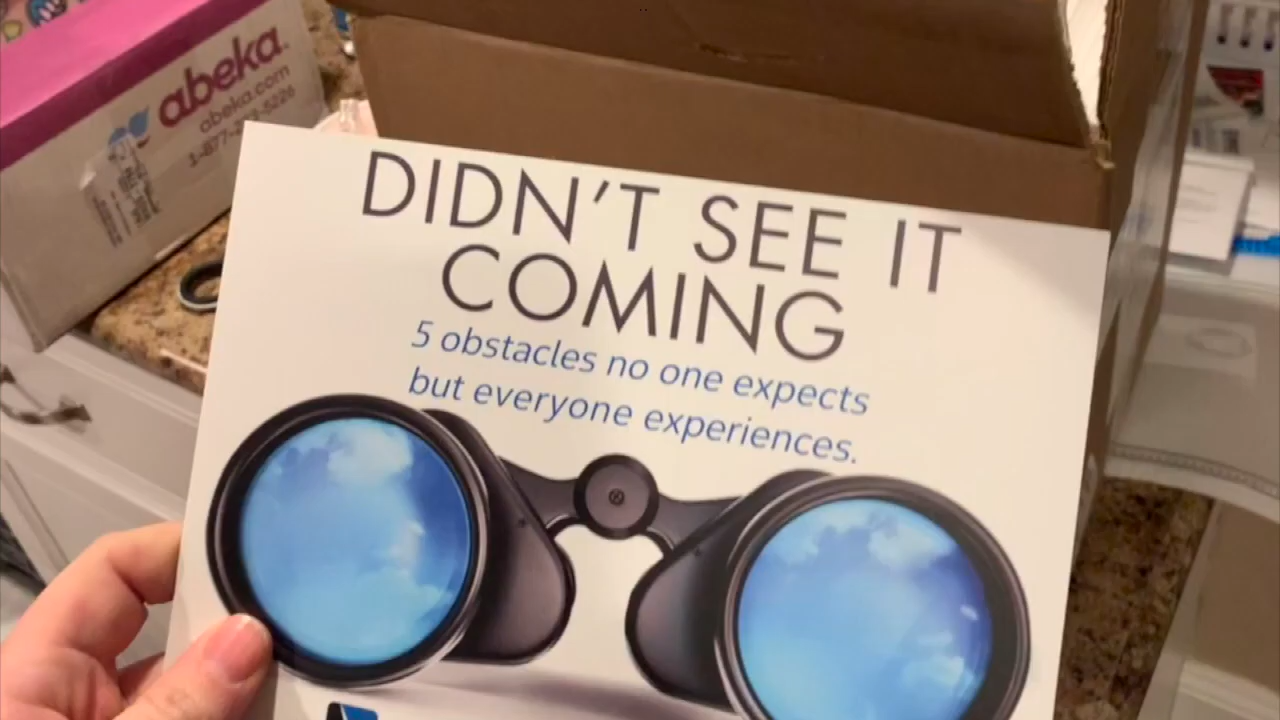 abeka
abeka.com
DIDN'T SEE IT
COMING
5 obstacles no one expects
but everyone experiences.